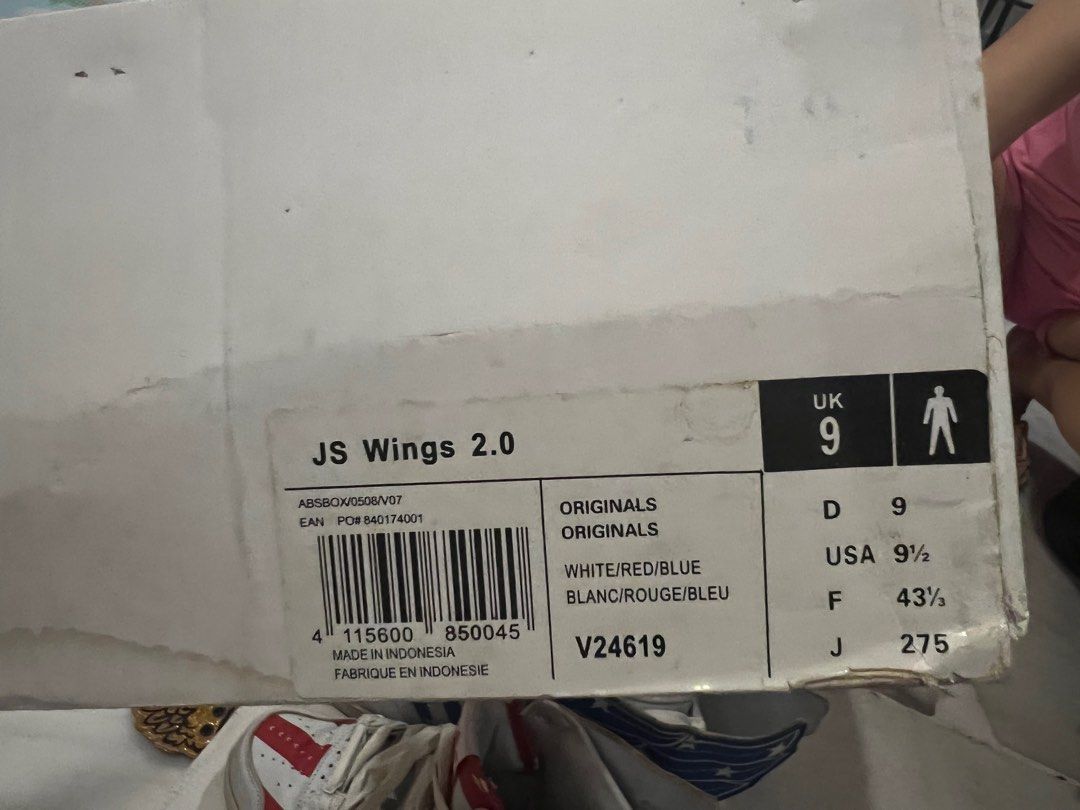 JS Wings 2.0
UK
9
ABSBOX/0508/V07
EAN PO# 840174001
4 115600 850045
MADE IN INDONESIA
FABRIQUE EN INDONESIE
ORIGINALS
ORIGINALS
WHITE/RED/BLUE
BLANC/ROUGE/BLEU
V24619
D 9
USA 9½
F 43⅓
J 275